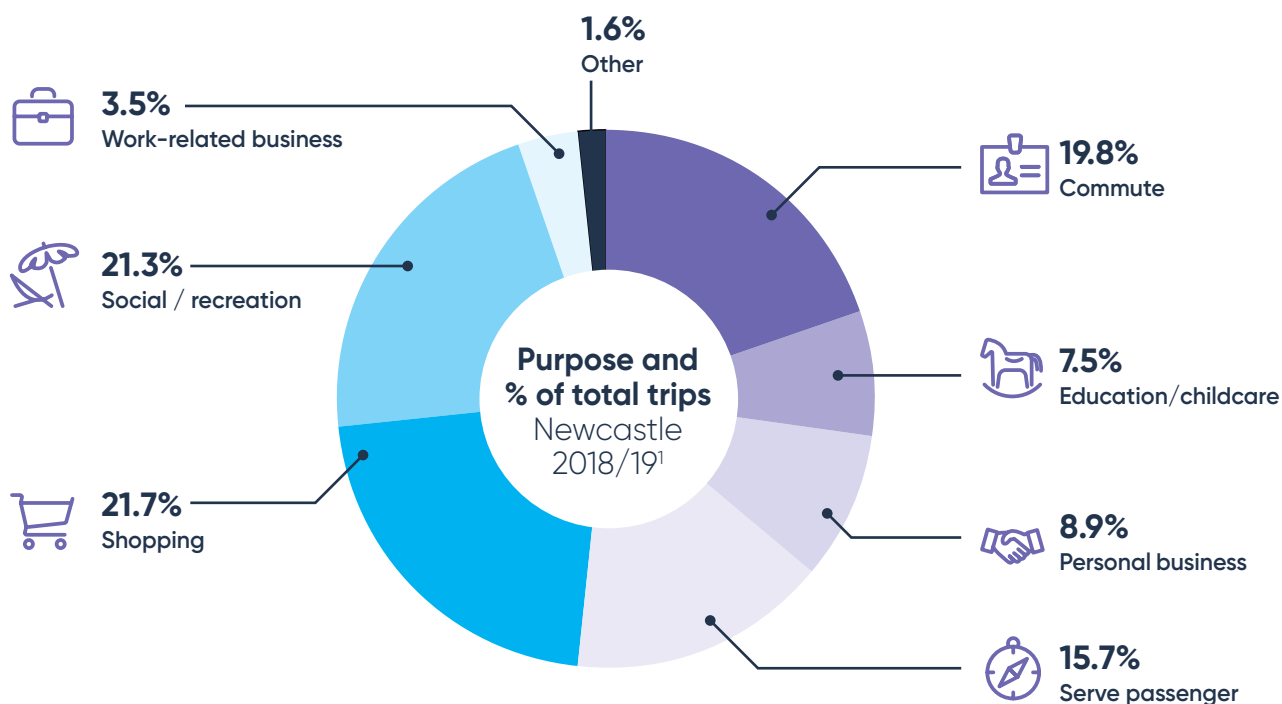 1.6%
Other
3.5%
Work-related business
19.8%
Commute
21.3%
Social / recreation
7.5%
Education/childcare
Purpose and
% of total trips
Newcastle
2018/19¹
21.7%
Shopping
8.9%
Personal business
15.7%
Serve passenger